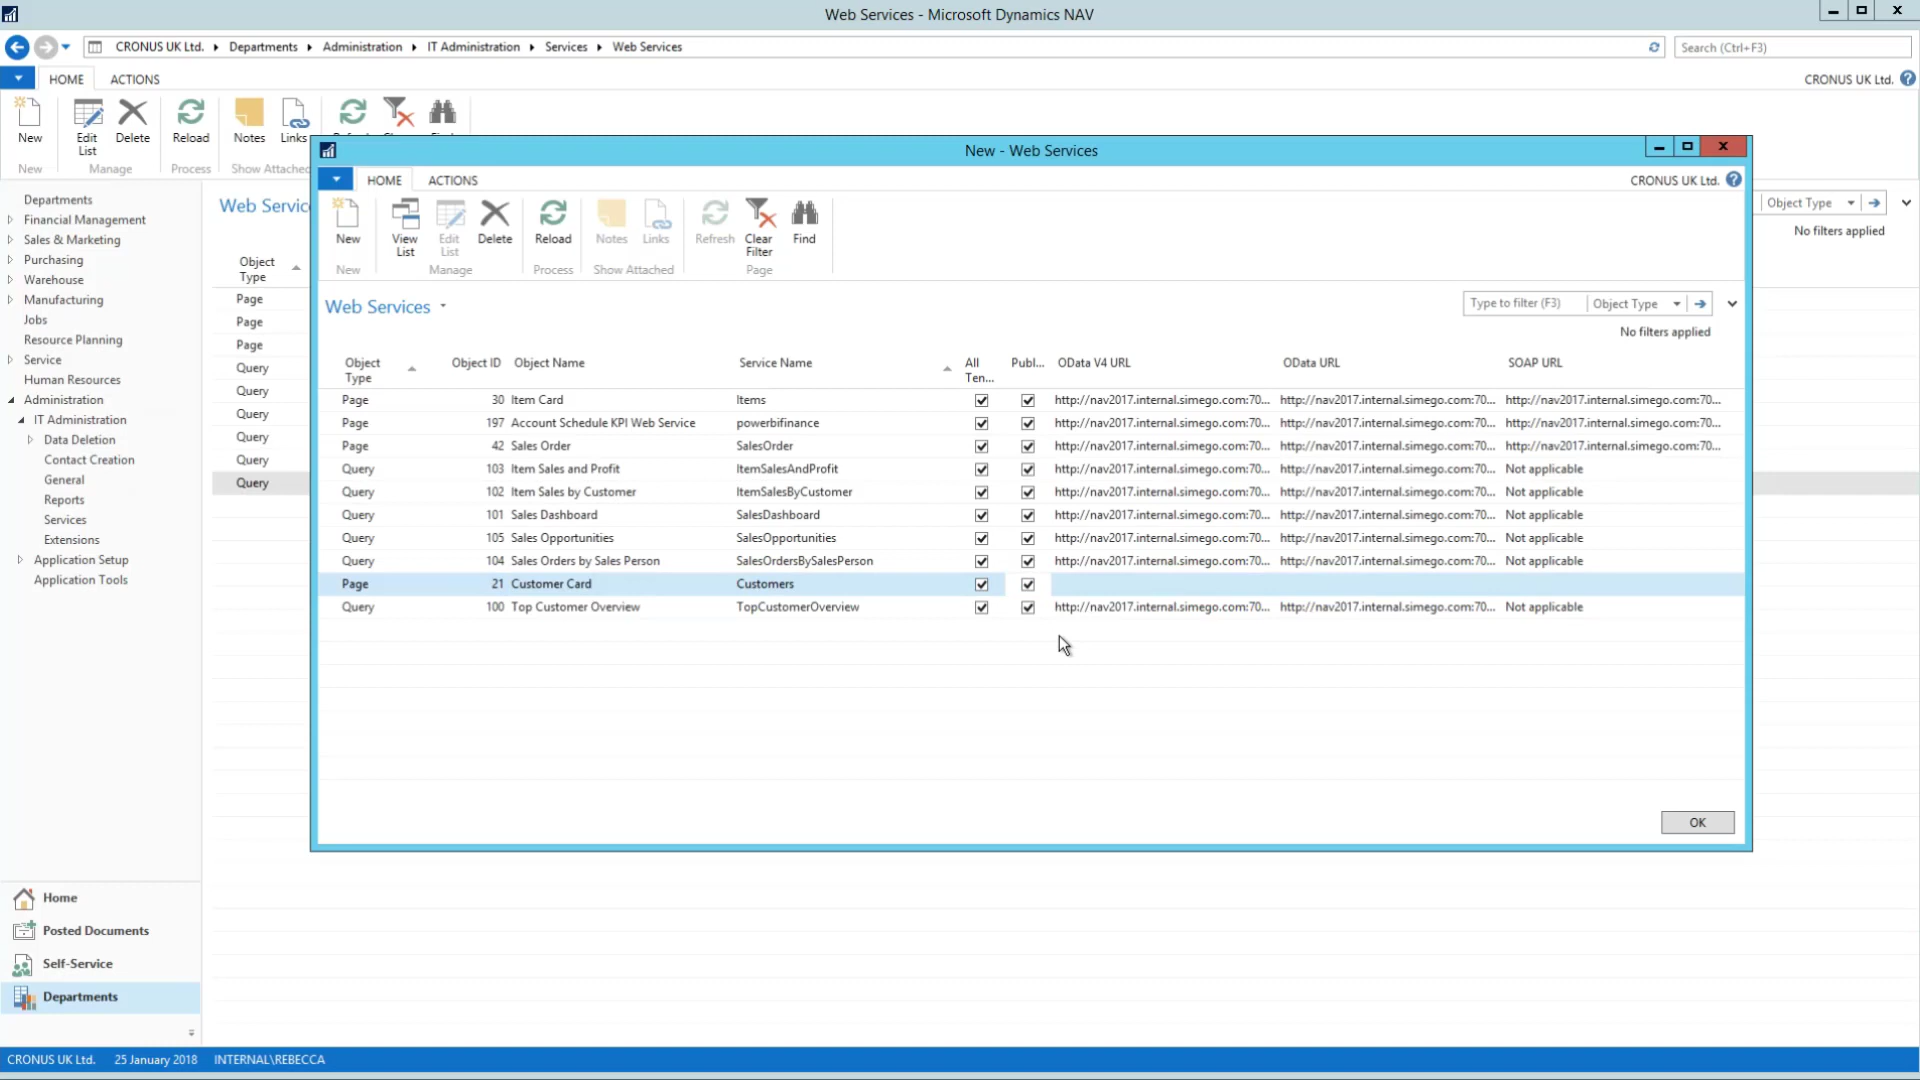 Web Services - Microsoft Dynamics NAV
CRONUS UK Ltd. Departments Administration IT Administration Services Web Services
Search (Ctrl+F3)
HOME ACTIONS
CRONUS UK Ltd.
New
Edit List
Delete
Reload
Notes
Links
New
Manage
Process
Show Attached
Departments
Financial Management
Sales & Marketing
Purchasing
Warehouse
Manufacturing
Jobs
Resource Planning
Service
Human Resources
Administration
IT Administration
Data Deletion
Contact Creation
General
Reports
Services
Extensions
Application Setup
Application Tools
Home
Posted Documents
Self-Service
Departments
Object Type
No filters applied
Object Type
Page
Page
Page
Query
Query
Query
Query
Query
Query
New - Web Services
HOME ACTIONS
CRONUS UK Ltd.
New
View List
Edit List
Delete
Reload
Notes
Links
Refresh
Clear Filter
Find
New
Manage
Process
Show Attached
Page
Web Services
Type to filter (F3) Object Type
No filters applied
Object Type Object ID Object Name Service Name All Ten... Publ... OData V4 URL OData URL SOAP URL
Page 30 Item Card Items http://nav2017.internal.simego.com:70... http://nav2017.internal.simego.com:70... http://nav2017.internal.simego.com:70...
Page 197 Account Schedule KPI Web Service powerbifinance http://nav2017.internal.simego.com:70... http://nav2017.internal.simego.com:70... http://nav2017.internal.simego.com:70...
Page 42 Sales Order SalesOrder http://nav2017.internal.simego.com:70... http://nav2017.internal.simego.com:70... http://nav2017.internal.simego.com:70...
Query 103 Item Sales and Profit ItemSalesAndProfit http://nav2017.internal.simego.com:70... http://nav2017.internal.simego.com:70... Not applicable
Query 102 Item Sales by Customer ItemSalesByCustomer http://nav2017.internal.simego.com:70... http://nav2017.internal.simego.com:70... Not applicable
Query 101 Sales Dashboard SalesDashboard http://nav2017.internal.simego.com:70... http://nav2017.internal.simego.com:70... Not applicable
Query 105 Sales Opportunities SalesOpportunities http://nav2017.internal.simego.com:70... http://nav2017.internal.simego.com:70... Not applicable
Query 104 Sales Orders by Sales Person SalesOrdersBySalesPerson http://nav2017.internal.simego.com:70... http://nav2017.internal.simego.com:70... Not applicable
Page 21 Customer Card Customers
Query 100 Top Customer Overview TopCustomerOverview http://nav2017.internal.simego.com:70... http://nav2017.internal.simego.com:70... Not applicable
OK
CRONUS UK Ltd. 25 January 2018 INTERNAL\REBECCA